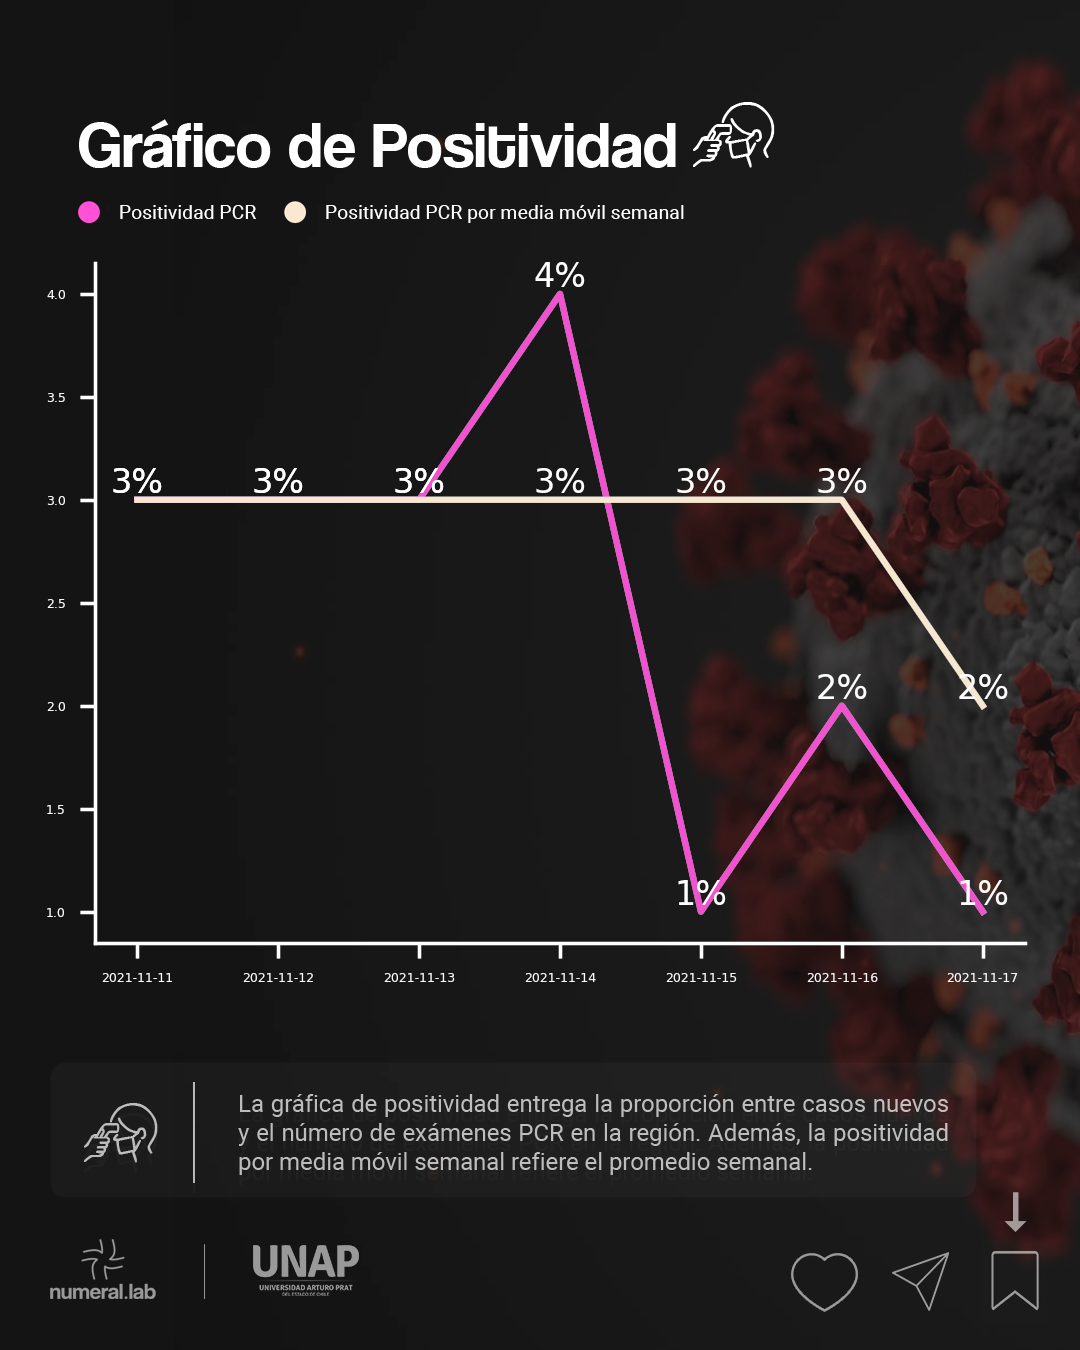 Gráfico de Positividad
Positividad PCR
Positividad PCR por media móvil semanal
4%
4.0
3.5
3% 3% 3% 3% 3% 3%
3.0
2.5
2% 2%
2.0
1.5
1% 1%
1.0
2021-11-11 2021-11-12 2021-11-13 2021-11-14 2021-11-15 2021-11-16 2021-11-17
La gráfica de positividad entrega la proporción entre casos nuevos
y el número de exámenes PCR en la región. Además, la positividad
por media móvil semanal refiere el promedio semanal.
numeral.lab
UNAP
UNIVERSIDAD ARTURO PRAT
DEL ESTADO DE CHILE